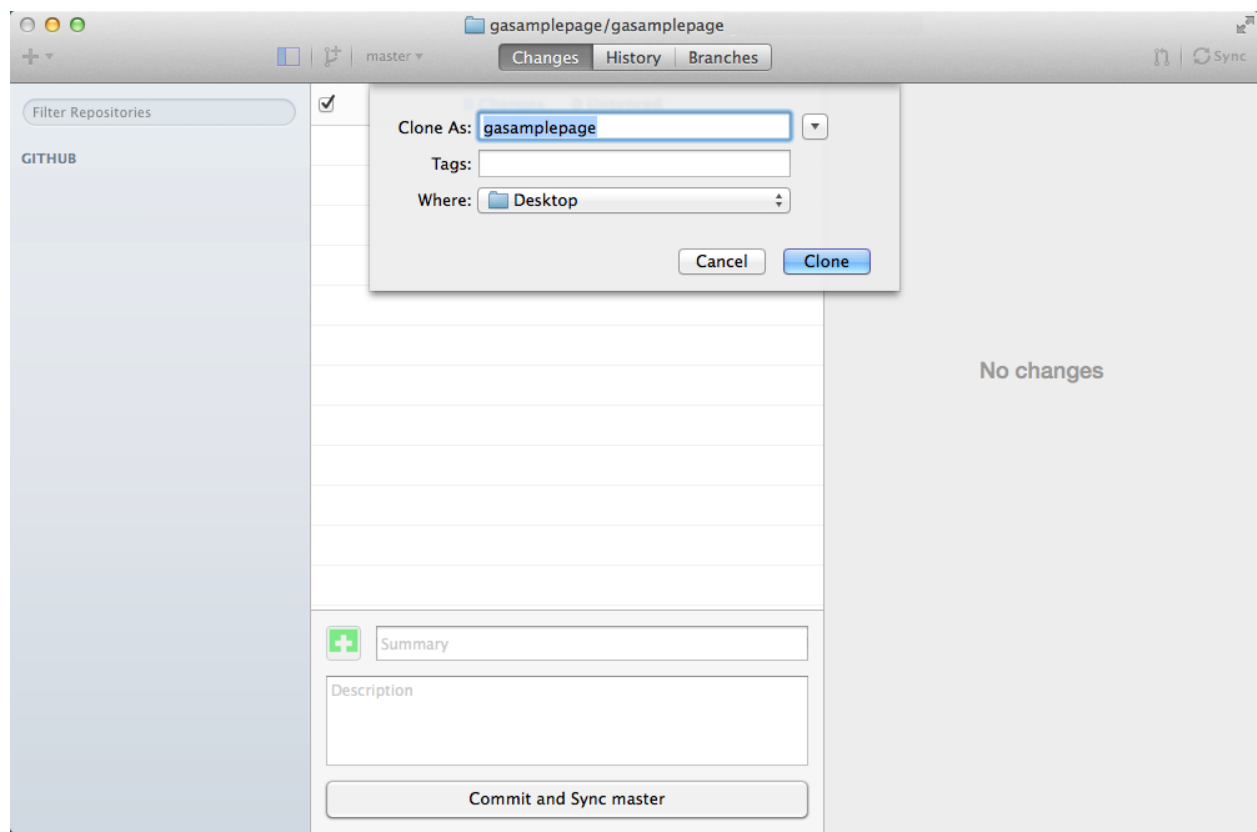 gasamplepage/gasamplepage
master
Changes
History
Branches
Sync
Filter Repositories
GITHUB
Clone As: gasamplepage
Tags:
Where: Desktop
Cancel
Clone
No changes
Summary
Description
Commit and Sync master